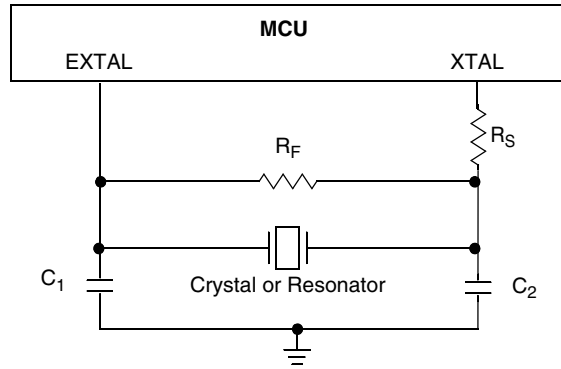 MCU
EXTAL XTAL
R_S
R_F
C_1 Crystal or Resonator C_2